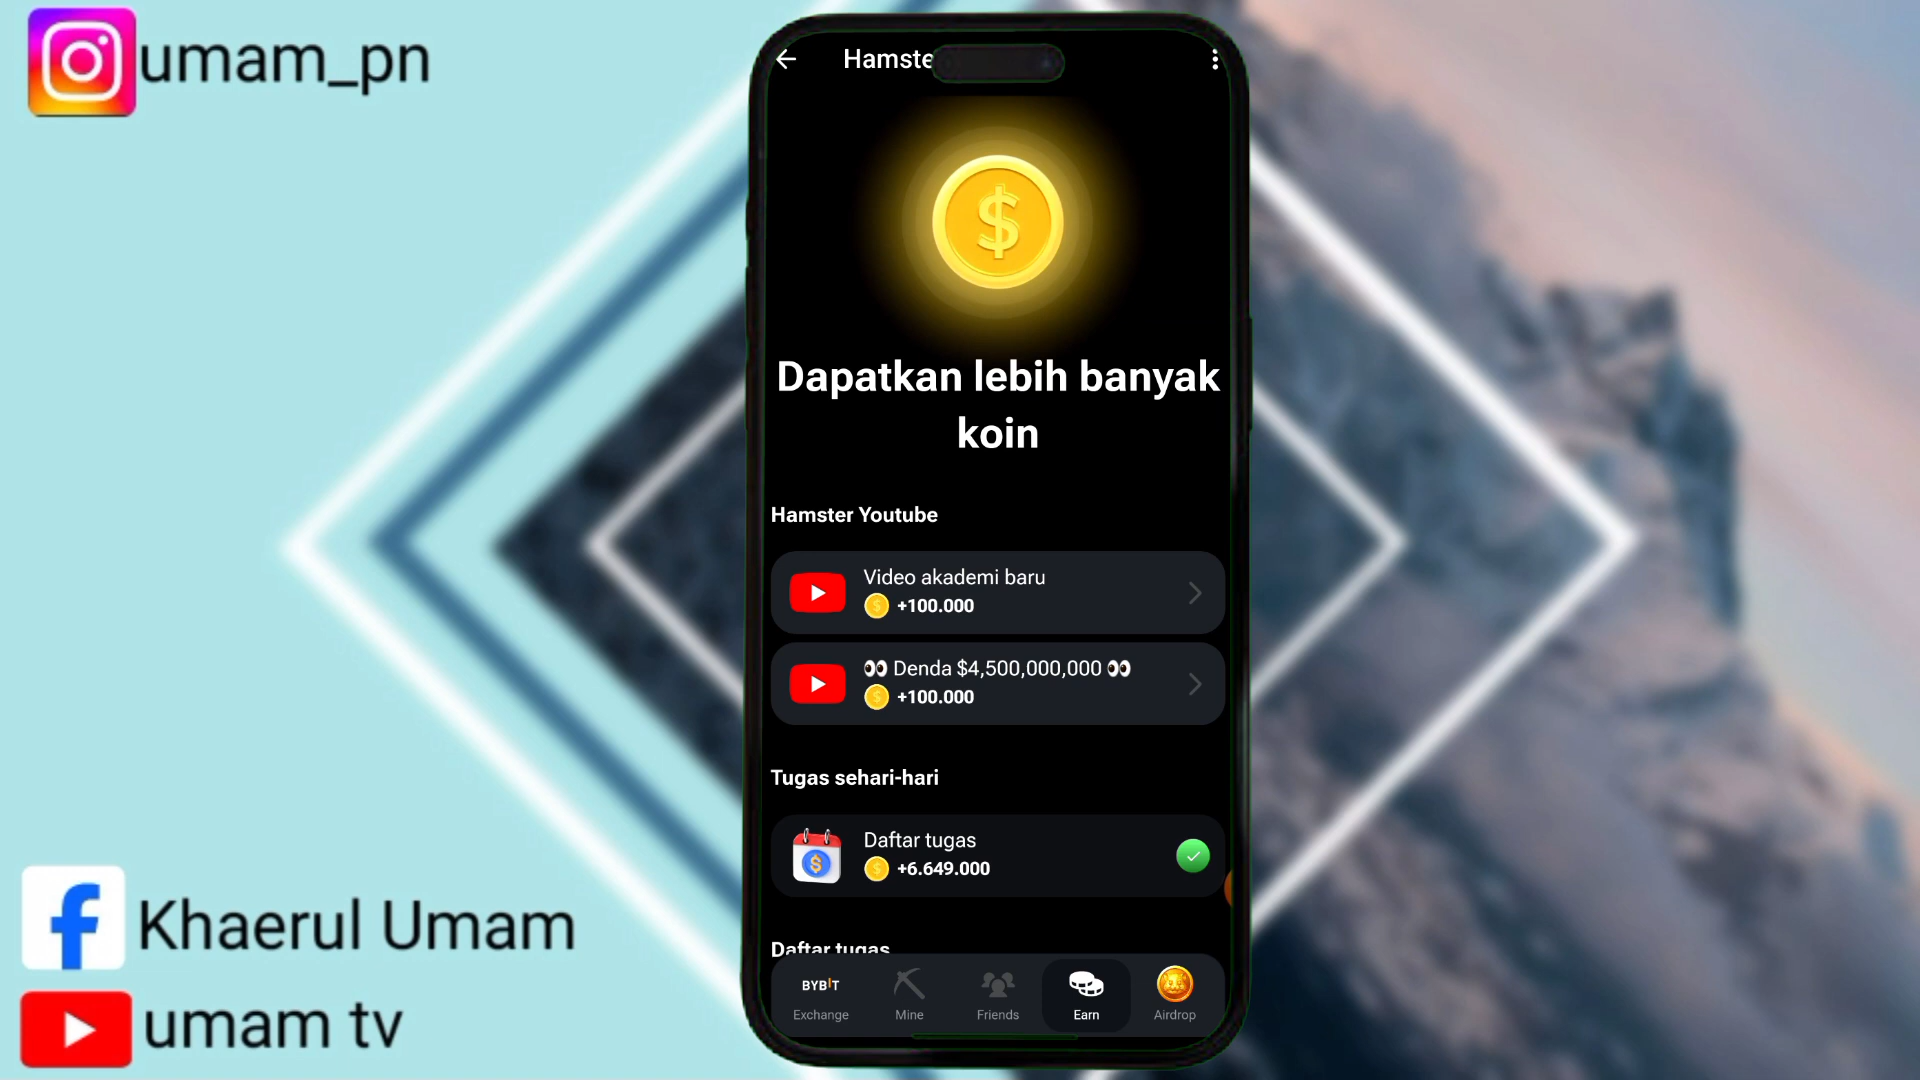 umam_pn
Hamste
$
Dapatkan lebih banyak
koin
Hamster Youtube
Video akademi baru
+100.000
👀 Denda $4,500,000,000 👀
+100.000
Tugas sehari-hari
Daftar tugas
+6.649.000
Daftar tugas
BYBIT
Exchange
Mine
Friends
Earn
Airdrop
Khaerul Umam
umam tv